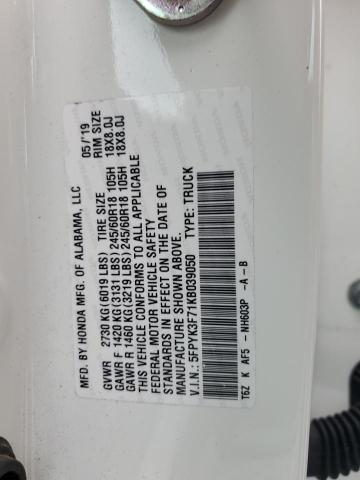 MFD. BY HONDA MFG. OF ALABAMA, LLC 05/'19
TIRE SIZE RIM SIZE
GVWR 2730 KG(6019 LBS)
GAWR F 1420 KG(3131 LBS) 245/60R18 105H 18X8.0J
GAWR R 1460 KG(3219 LBS) 245/60R18 105H 18X8.0J
THIS VEHICLE CONFORMS TO ALL APPLICABLE
FEDERAL MOTOR VEHICLE SAFETY
STANDARDS IN EFFECT ON THE DATE OF
MANUFACTURE SHOWN ABOVE.
V.I.N.: 5FPYK3F71KB039050 TYPE: TRUCK
T6Z K AF5 - NH603P -A -B